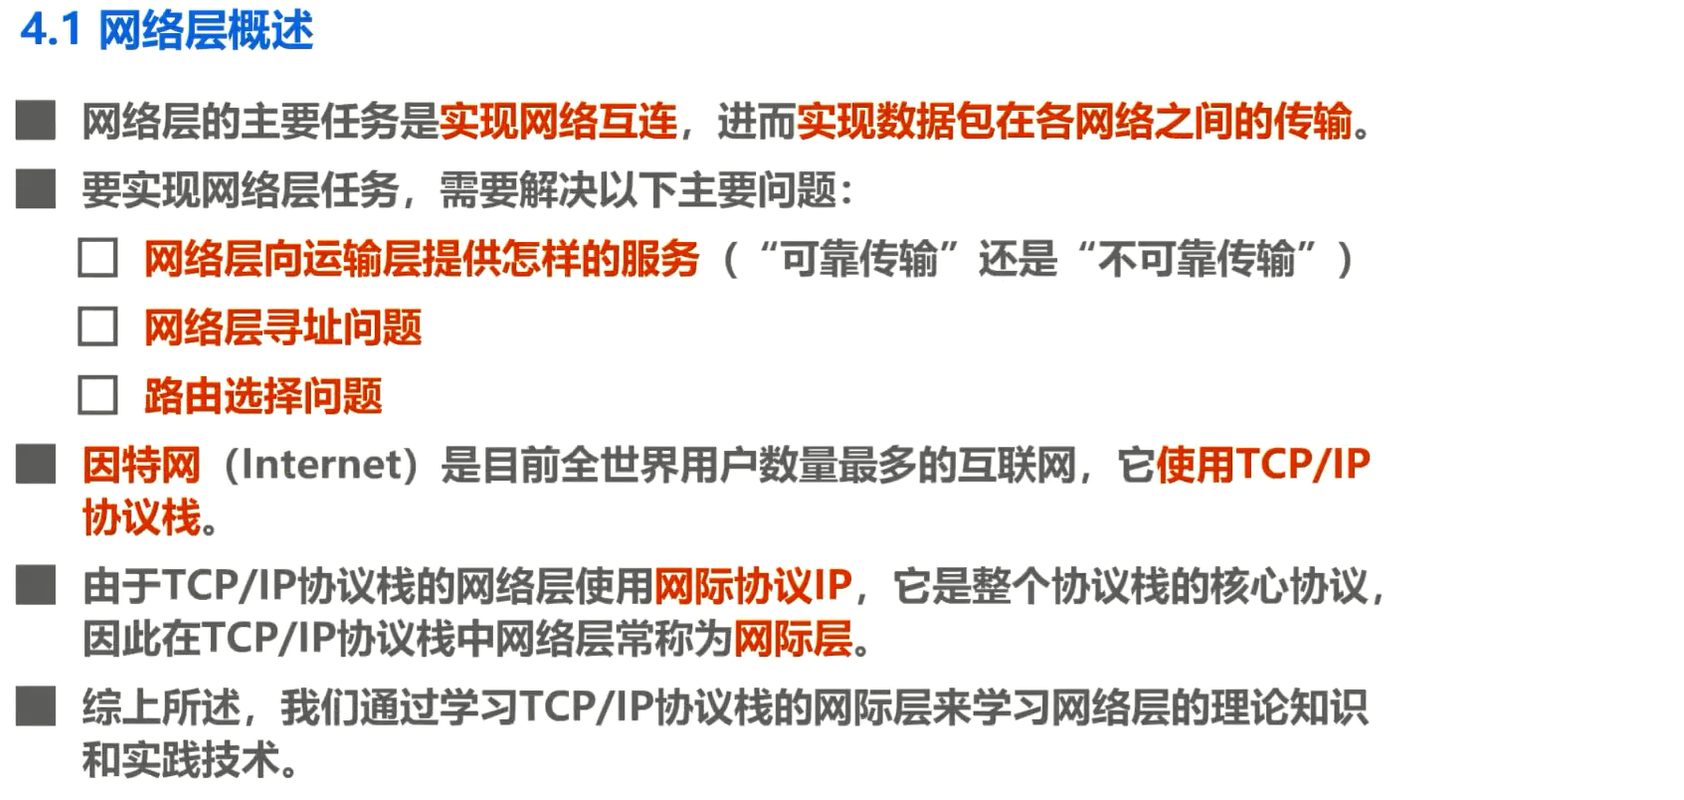 4.1 网络层概述
网络层的主要任务是实现网络互连，进而实现数据包在各网络之间的传输。
要实现网络层任务，需要解决以下主要问题：
网络层向运输层提供怎样的服务（“可靠传输”还是“不可靠传输”）
网络层寻址问题
路由选择问题
因特网（Internet）是目前全世界用户数量最多的互联网，它使用TCP/IP
协议栈。
由于TCP/IP协议栈的网络层使用网际协议IP，它是整个协议栈的核心协议，
因此在TCP/IP协议栈中网络层常称为网际层。
综上所述，我们通过学习TCP/IP协议栈的网际层来学习网络层的理论知识
和实践技术。